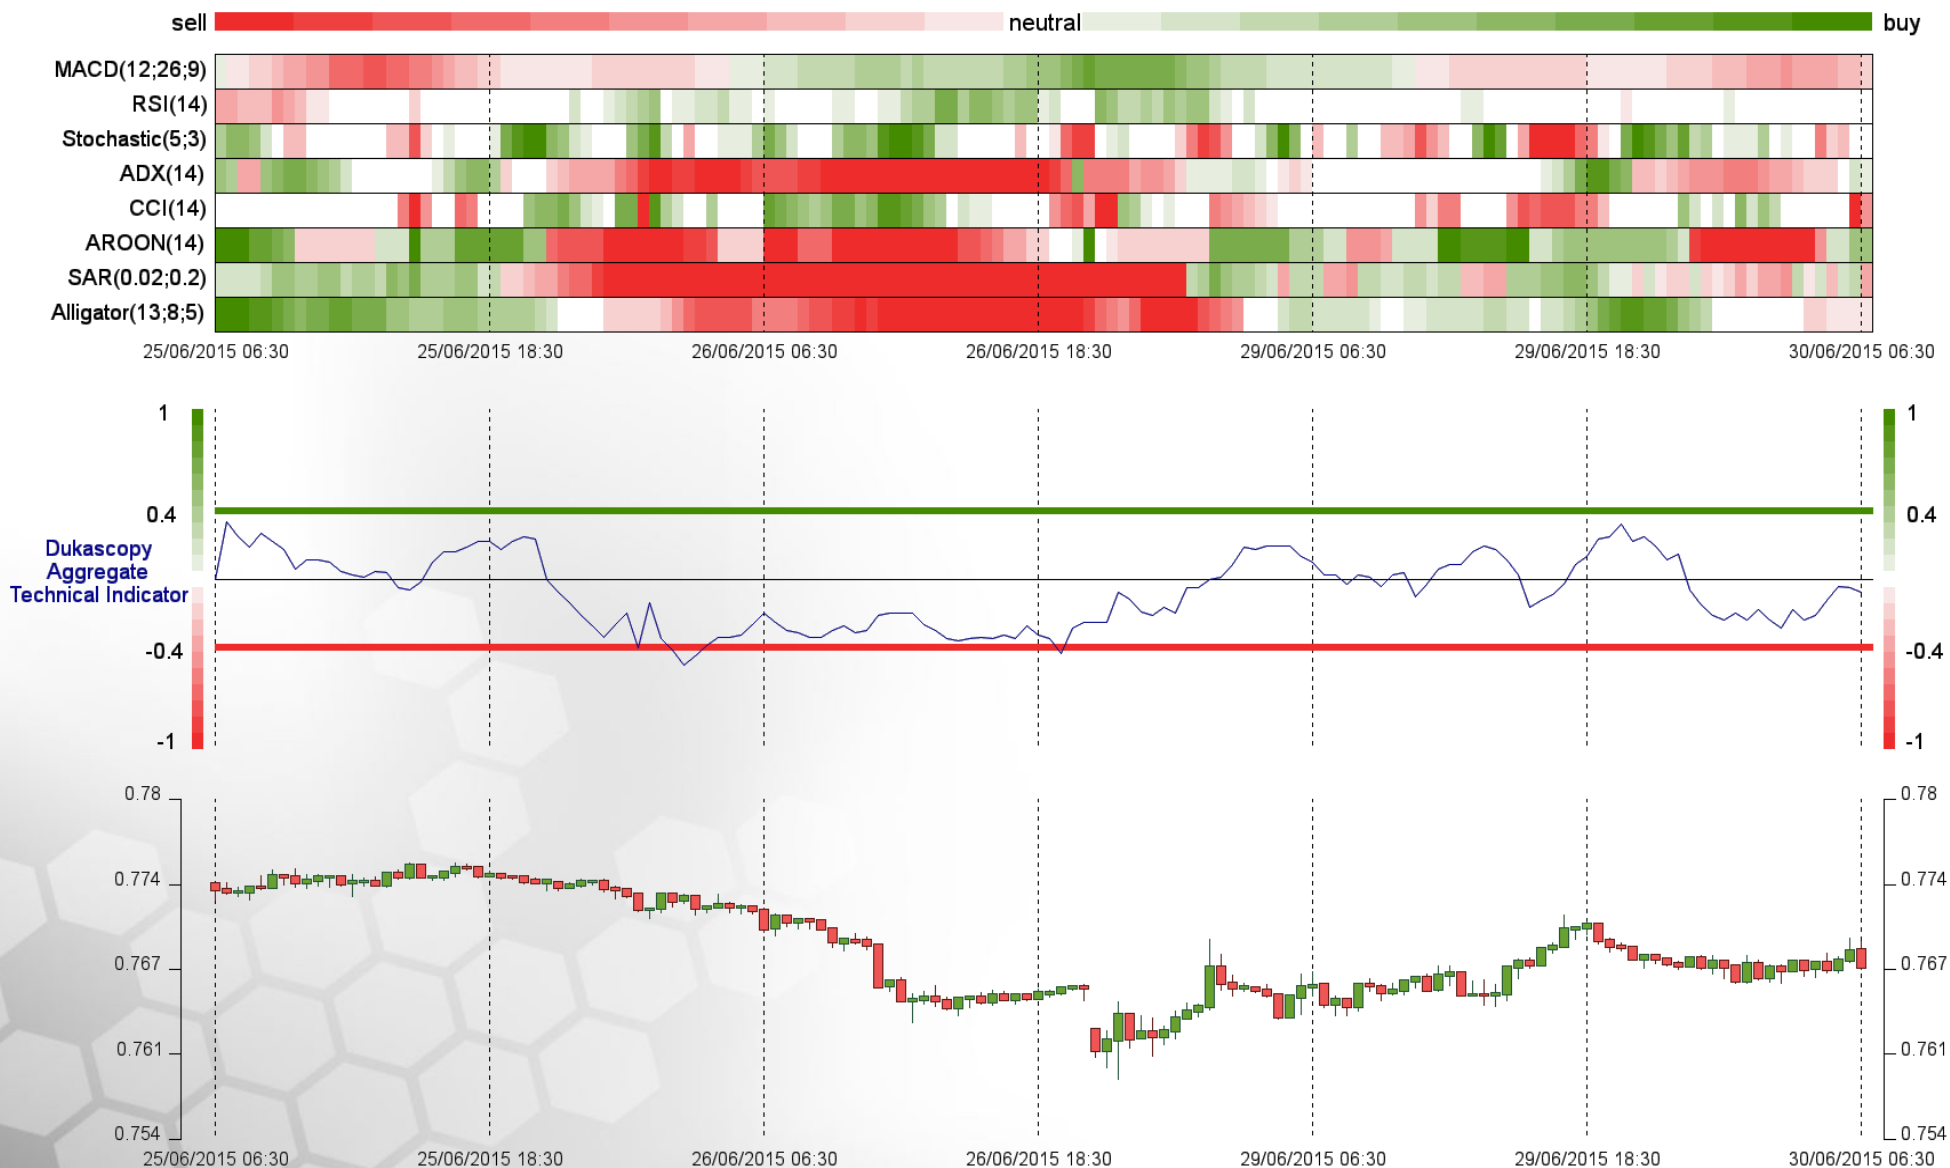 sell neutral buy
MACD(12;26;9)
RSI(14)
Stochastic(5;3)
ADX(14)
CCI(14)
AROON(14)
SAR(0.02;0.2)
Alligator(13;8;5)
25/06/2015 06:30 25/06/2015 18:30 26/06/2015 06:30 26/06/2015 18:30 29/06/2015 06:30 29/06/2015 18:30 30/06/2015 06:30
1 1
0.4 0.4
Dukascopy
Aggregate
Technical Indicator
-0.4 -0.4
-1 -1
0.78 0.78
0.774 0.774
0.767 0.767
0.761 0.761
0.754 0.754
25/06/2015 06:30 25/06/2015 18:30 26/06/2015 06:30 26/06/2015 18:30 29/06/2015 06:30 29/06/2015 18:30 30/06/2015 06:30